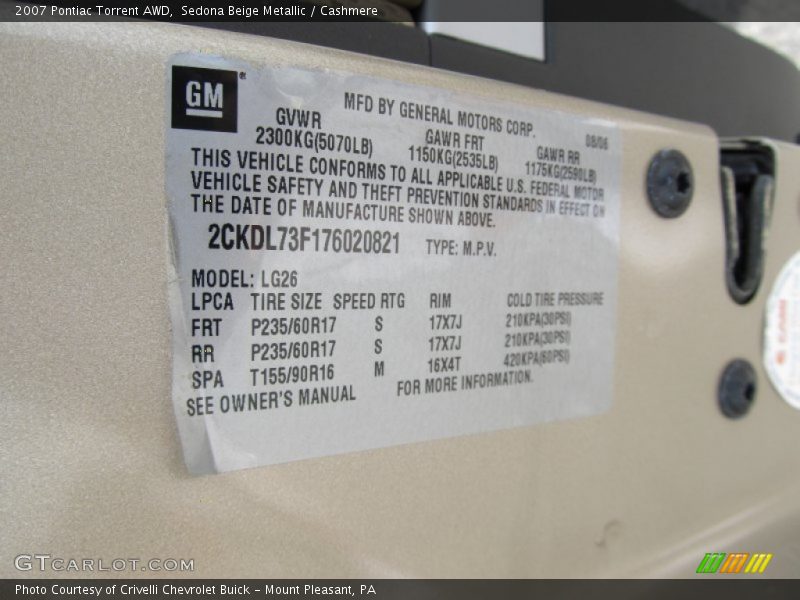 2007 Pontiac Torrent AWD, Sedona Beige Metallic / Cashmere
GM
MFD BY GENERAL MOTORS CORP.
08/06
GVWR
GAWR FRT
GAWR RR
2300KG(5070LB)
1150KG(2535LB)
1175KG(2590LB)
THIS VEHICLE CONFORMS TO ALL APPLICABLE U.S. FEDERAL MOTOR
VEHICLE SAFETY AND THEFT PREVENTION STANDARDS IN EFFECT ON
THE DATE OF MANUFACTURE SHOWN ABOVE.
2CKDL73F176020821 TYPE: M.P.V.
MODEL: LG26
LPCA TIRE SIZE SPEED RTG RIM COLD TIRE PRESSURE
FRT P235/60R17 S 17X7J 210KPA(30PSI)
RR P235/60R17 S 17X7J 210KPA(30PSI)
SPA T155/90R16 M 16X4T 420KPA(60PSI)
SEE OWNER'S MANUAL FOR MORE INFORMATION.
GTCARLOT.COM
Photo Courtesy of Crivelli Chevrolet Buick – Mount Pleasant, PA